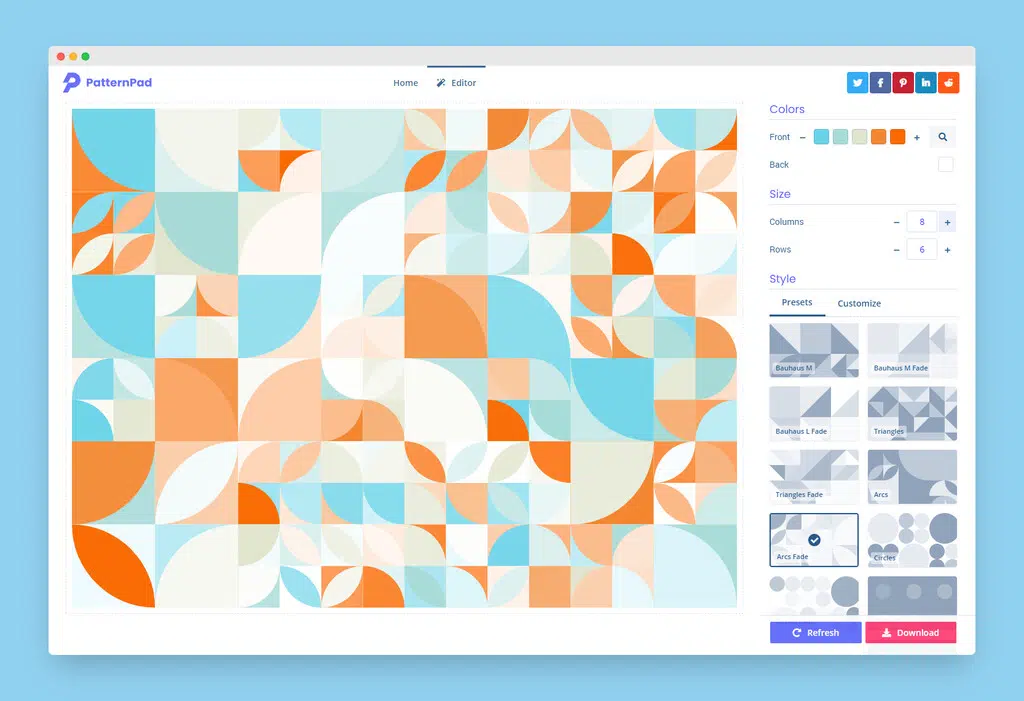 PatternPad
Home
Editor
Colors
Front
Back
Size
Columns
8
Rows
6
Style
Presets
Customize
Bauhaus M
Bauhaus M Fade
Bauhaus L Fade
Triangles
Triangles Fade
Arcs
Arcs Fade
Circles
Refresh
Download